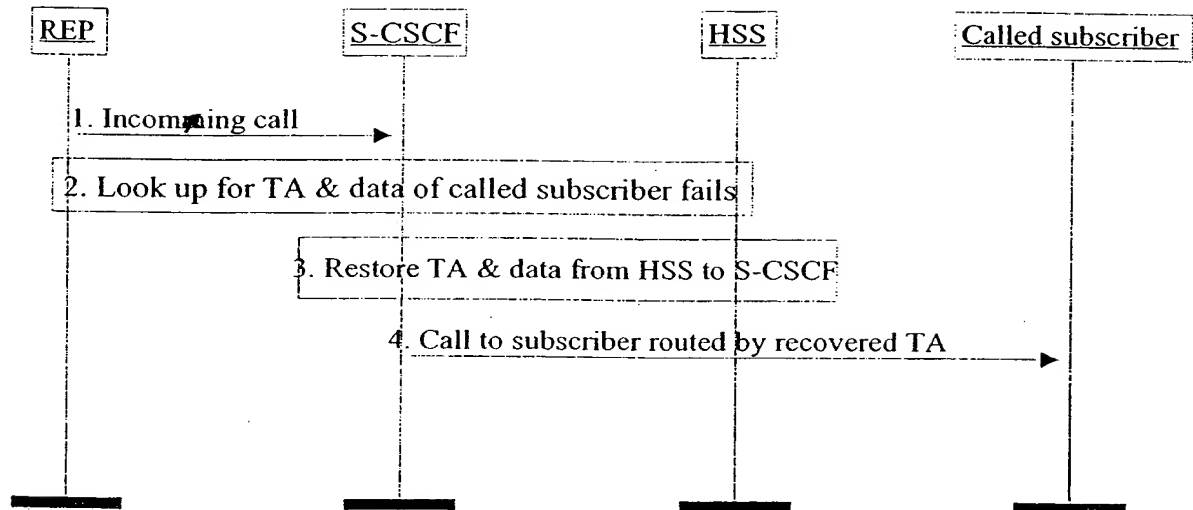 REP
S-CSCF
HSS
Called subscriber
1. Incomming call
2. Look up for TA & data of called subscriber fails
3. Restore TA & data from HSS to S-CSCF
4. Call to subscriber routed by recovered TA